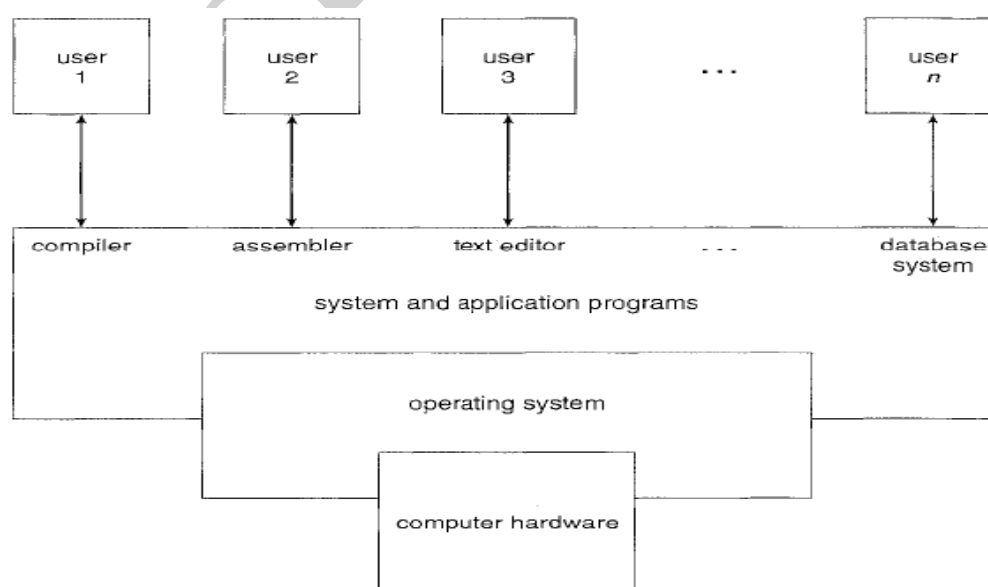 user
1
user
2
user
3
...
user
n
compiler
assembler
text editor
...
database
system
system and application programs
operating system
computer hardware